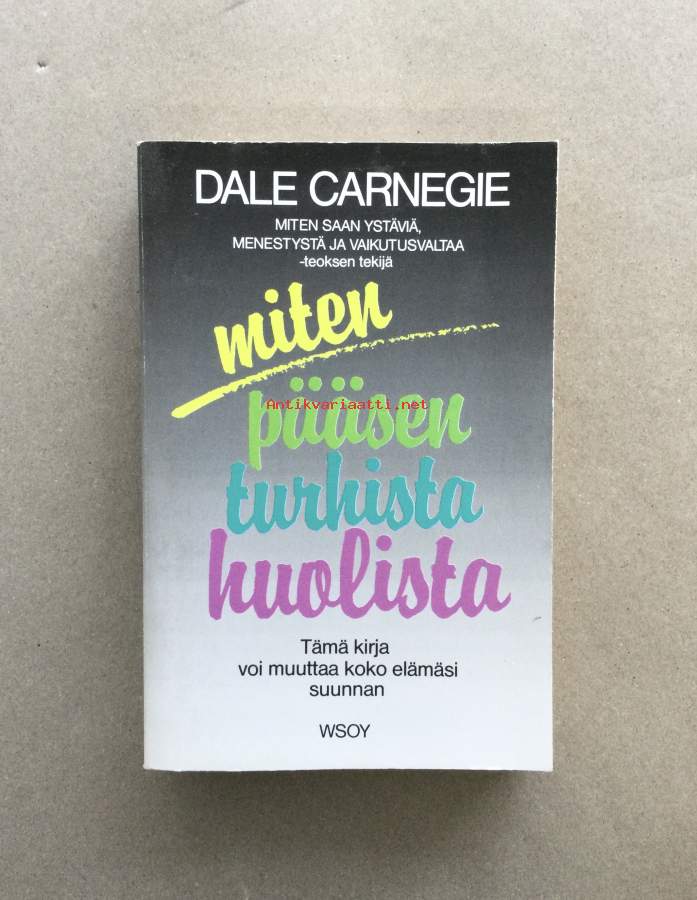 DALE CARNEGIE
MITEN SAAN YSTÄVIÄ,
MENESTYSTÄ JA VAIKUTUSVALTAA
-teoksen tekijä
miten
Antikvariaatti.net
pääsen
turhista
huolista
Tämä kirja
voi muuttaa koko elämäsi
suunnan
WSOY